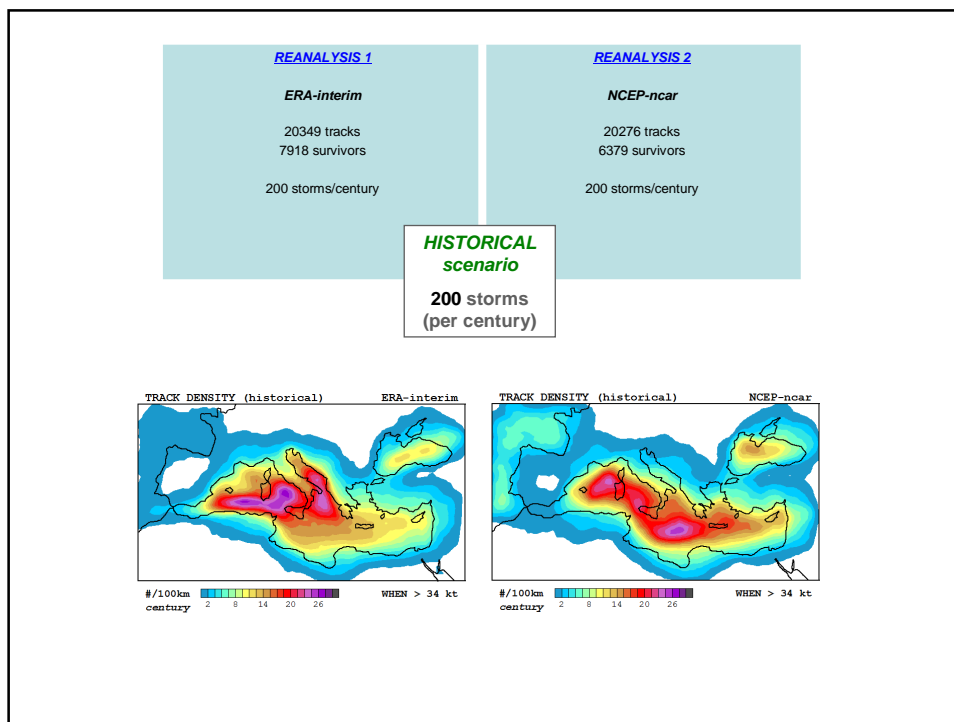 REANALYSIS 1
ERA-interim
20349 tracks
7918 survivors
200 storms/century
REANALYSIS 2
NCEP-ncar
20276 tracks
6379 survivors
200 storms/century
HISTORICAL
scenario
200 storms
(per century)
TRACK DENSITY (historical) ERA-interim
#/100km
century
2 8 14 20 26
WHEN > 34 kt
TRACK DENSITY (historical) NCEP-ncar
#/100km
century
2 8 14 20 26
WHEN > 34 kt